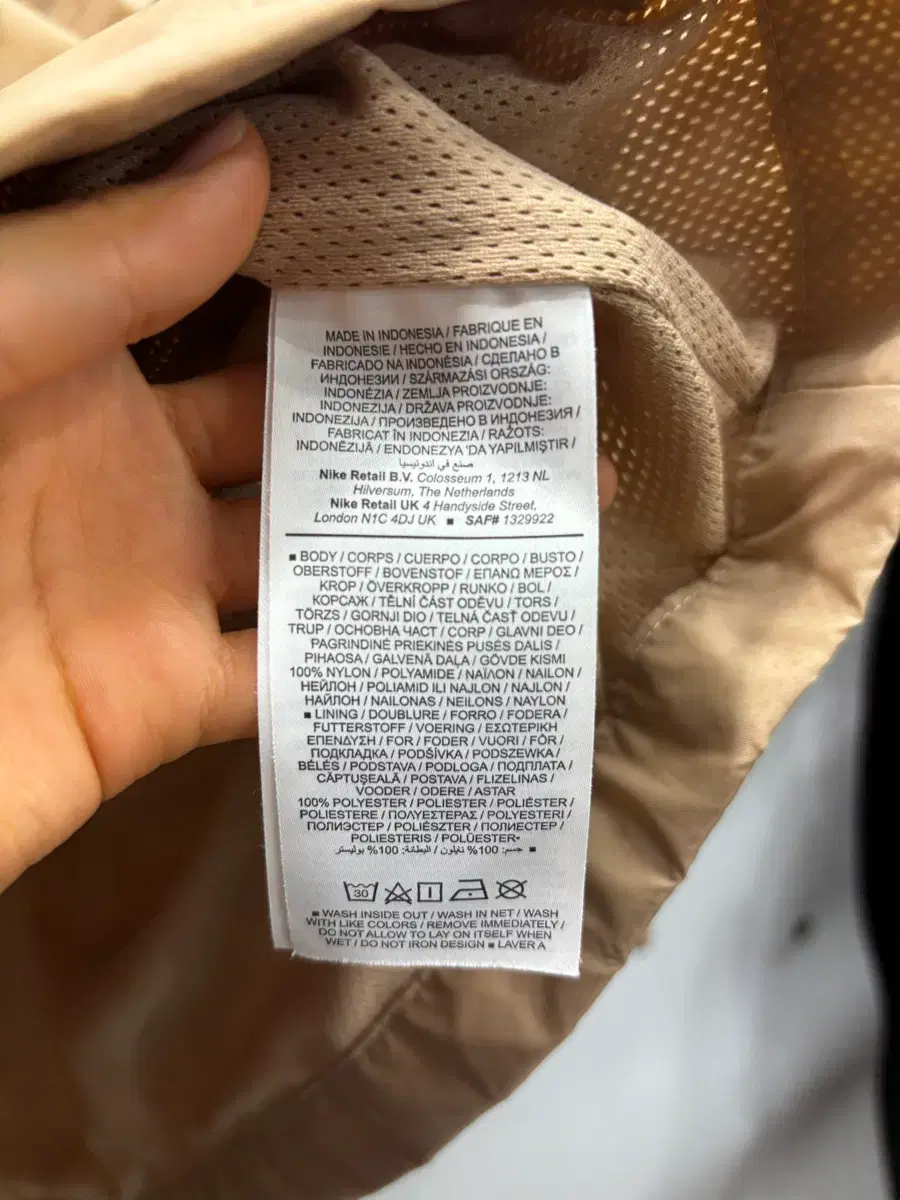 MADE IN INDONESIA / FABRIQUE EN
INDONESIE / HECHO EN INDONESIA /
FABRICADO NA INDONÉSIA / СДЕЛАНО В
ИНДОНЕЗИИ / SZÁRMAZÁSI ORSZÁG:
INDONÉZIA / ZEMLJA PROIZVODNJE:
INDONEZIJA / DRŽAVA PROIZVODNJE:
INDONEZIJA / ПРОИЗВЕДЕНО В ИНДОНЕЗИЯ /
FABRICAT ÎN INDONEZIA / RAŽOTS:
INDONĒZIJĀ / ENDONEZYA 'DA YAPILMIŞTIR /
صنع في اندونيسيا
Nike Retail B.V. Colosseum 1, 1213 NL
Hilversum, The Netherlands
Nike Retail UK 4 Handyside Street,
London N1C 4DJ UK ■ SAF# 1329922
■ BODY / CORPS / CUERPO / CORPO / BUSTO /
OBERSTOFF / BOVENSTOF / ΕΠΑΝΩ ΜΕΡΟΣ /
KROP / ÖVERKROPP / RUNKO / BOL /
КОРСАЖ / TĚLNÍ ČÁST ODĚVU / TORS /
TÖRZS / GORNJI DIO / TELNÁ ČASŤ ODEVU /
TRUP / ОСНОВНА ЧАСТ / CORP / GLAVNI DEO /
PAGRINDINĖ PRIEKINĖS PUSĖS DALIS /
PIHAOSA / GALVENĀ DAĻA / GÖVDE KISMI
100% NYLON / POLYAMIDE / ΝΑΪΛΟΝ / NAILON /
НЕЙЛОН / POLIAMID ILI NAJLON / NAJLON /
НАЙЛОН / NAILONAS / NEILONS / NAYLON
■ LINING / DOUBLURE / FORRO / FODERA /
FUTTERSTOFF / VOERING / ΕΣΩΤΕΡΙΚΗ
ΕΠΕΝΔΥΣΗ / FOR / FODER / VUORI / FÔR /
ПОДКЛАДКА / PODŠÍVKA / PODSZEWKA /
BÉLÉS / PODSTAVA / PODLOGA / ПОДПЛАТА /
CĂPTUŞEALĂ / POSTAVA / FLIZELINAS /
VOODER / ODERE / ASTAR
100% POLYESTER / POLIESTER / POLIÉSTER /
POLIESTERE / ΠΟΛΥΕΣΤΕΡΑΣ / POLYESTERI /
ПОЛИЭСТЕР / POLIÉSZTER / ПОЛИЕСТЕР /
POLIESTERIS / POLÜESTER
■ جسم: 100% نايلون / البطانة: 100% بوليستر
30
■ WASH INSIDE OUT / WASH IN NET / WASH
WITH LIKE COLORS / REMOVE IMMEDIATELY /
DO NOT ALLOW TO LAY ON ITSELF WHEN
WET / DO NOT IRON DESIGN ■ LAVER A